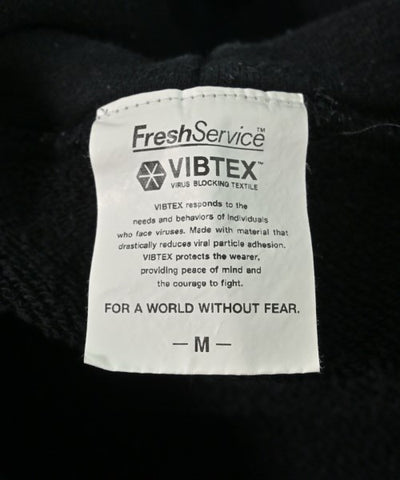 FreshService™
VIBTEX™
VIRUS BLOCKING TEXTILE
VIBTEX responds to the
needs and behaviors of individuals
who face viruses. Made with material that
drastically reduces viral particle adhesion.
VIBTEX protects the wearer,
providing peace of mind and
the courage to fight.
FOR A WORLD WITHOUT FEAR.
— M —